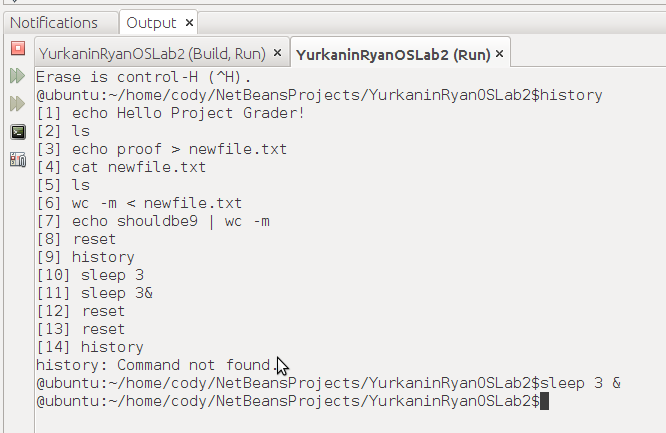 Notifications Output ×
YurkaninRyanOSLab2 (Build, Run) × YurkaninRyanOSLab2 (Run) ×
Erase is control-H (^H).
@ubuntu:~/home/cody/NetBeansProjects/YurkaninRyanOSLab2$history
[1] echo Hello Project Grader!
[2] ls
[3] echo proof > newfile.txt
[4] cat newfile.txt
[5] ls
[6] wc -m < newfile.txt
[7] echo shouldbe9 | wc -m
[8] reset
[9] history
[10] sleep 3
[11] sleep 3&
[12] reset
[13] reset
[14] history
history: Command not found.
@ubuntu:~/home/cody/NetBeansProjects/YurkaninRyanOSLab2$sleep 3 &
@ubuntu:~/home/cody/NetBeansProjects/YurkaninRyanOSLab2$